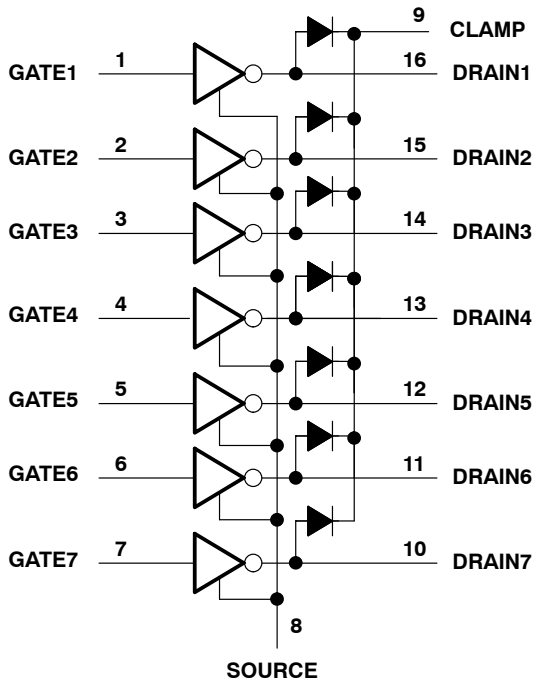 9 CLAMP
GATE1 1 16 DRAIN1
GATE2 2 15 DRAIN2
GATE3 3 14 DRAIN3
GATE4 4 13 DRAIN4
GATE5 5 12 DRAIN5
GATE6 6 11 DRAIN6
GATE7 7 10 DRAIN7
8
SOURCE